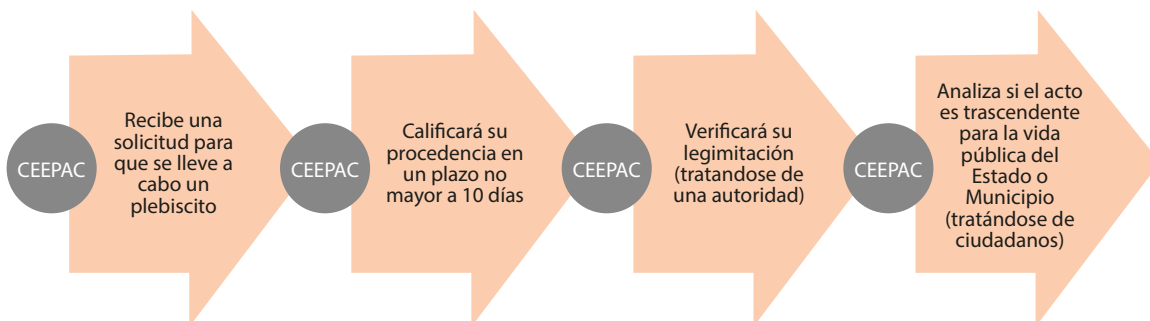 CEEPAC
Recibe una
solicitud para
que se lleve a
cabo un
plebiscito
CEEPAC
Calificará su
procedencia en
un plazo no
mayor a 10 días
CEEPAC
Verificará su
legimitación
(tratandose de
una autoridad)
CEEPAC
Analiza si el acto
es trascendente
para la vida
pública del
Estado o
Municipio
(tratándose de
ciudadanos)